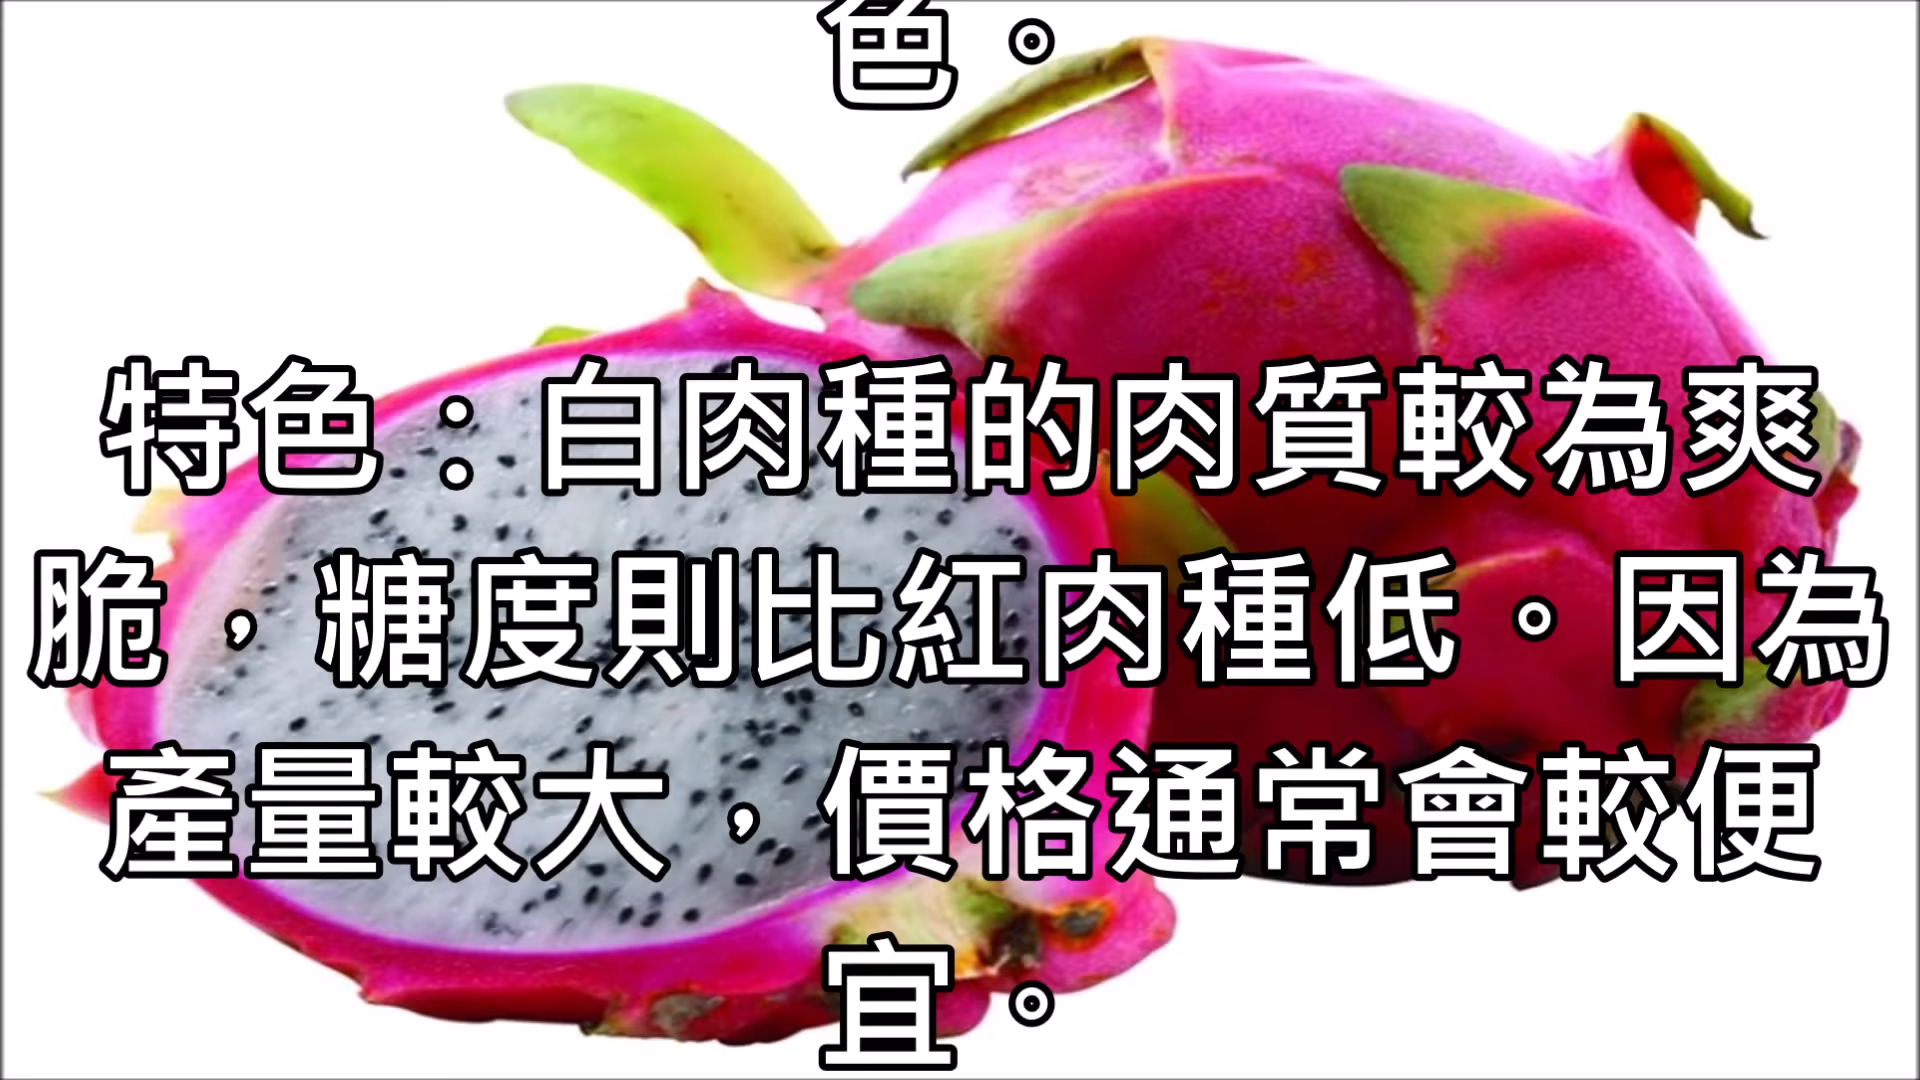 色。
特色：白肉種的肉質較為爽
脆，糖度則比紅肉種低。因為
產量較大，價格通常會較便
宜。